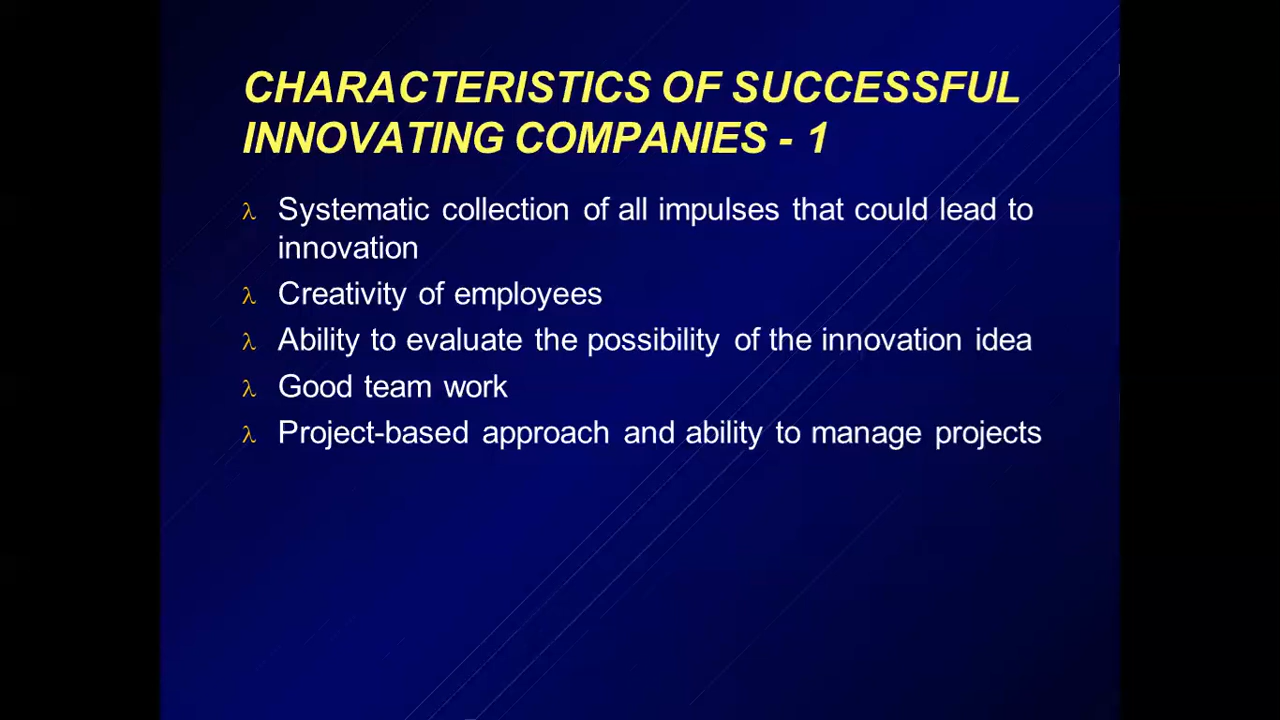 CHARACTERISTICS OF SUCCESSFUL
INNOVATING COMPANIES - 1
λ Systematic collection of all impulses that could lead to
innovation
λ Creativity of employees
λ Ability to evaluate the possibility of the innovation idea
λ Good team work
λ Project-based approach and ability to manage projects